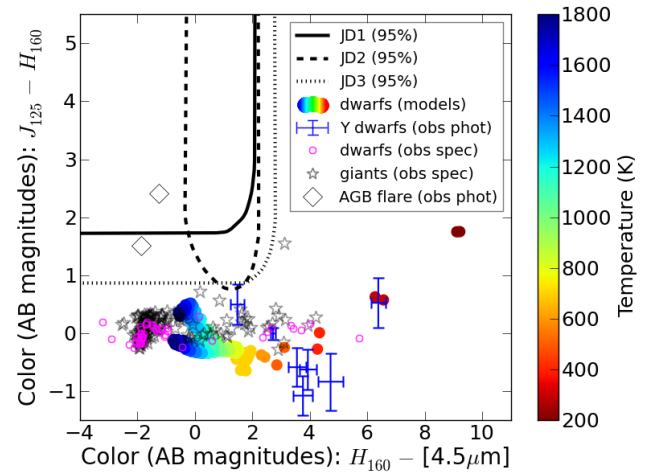 JD1 (95%)
JD2 (95%)
JD3 (95%)
dwarfs (models)
Y dwarfs (obs phot)
dwarfs (obs spec)
giants (obs spec)
AGB flare (obs phot)
5
4
3
2
1
0
−1
−4
−2
0
2
4
6
8
10
Color (AB magnitudes): J₁₂₅ − H₁₆₀
Color (AB magnitudes): H₁₆₀ − [4.5μm]
1800
1600
1400
1200
1000
800
600
400
200
Temperature (K)